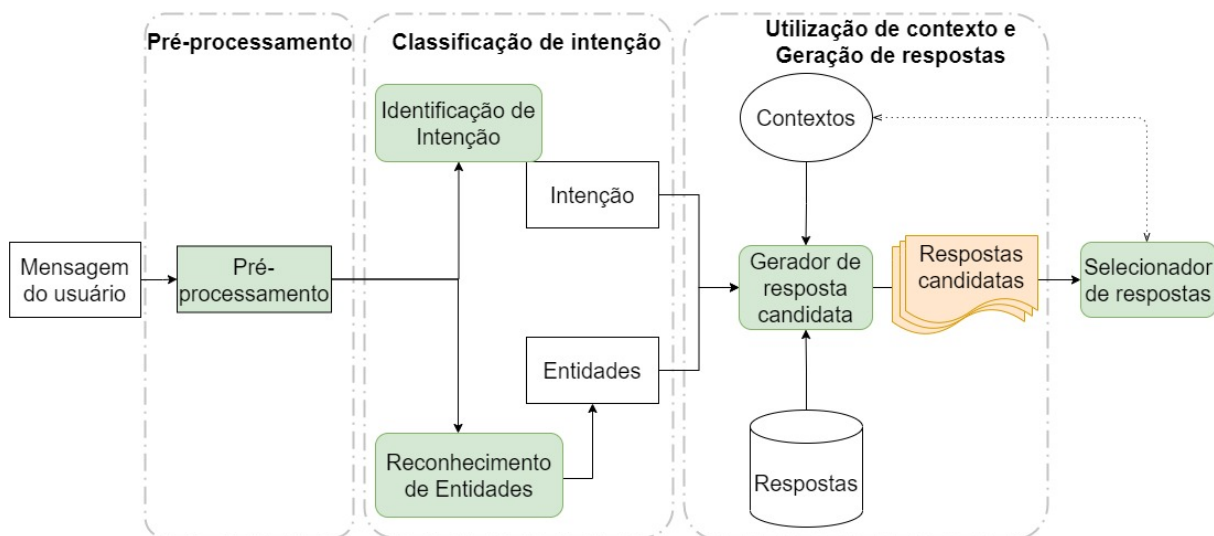 Pré-processamento
Classificação de intenção
Utilização de contexto e
Geração de respostas
Mensagem
do usuário
Pré-
processamento
Identificação de
Intenção
Intenção
Entidades
Reconhecimento
de Entidades
Contextos
Gerador de
resposta
candidata
Respostas
Respostas
candidatas
Selecionador
de respostas